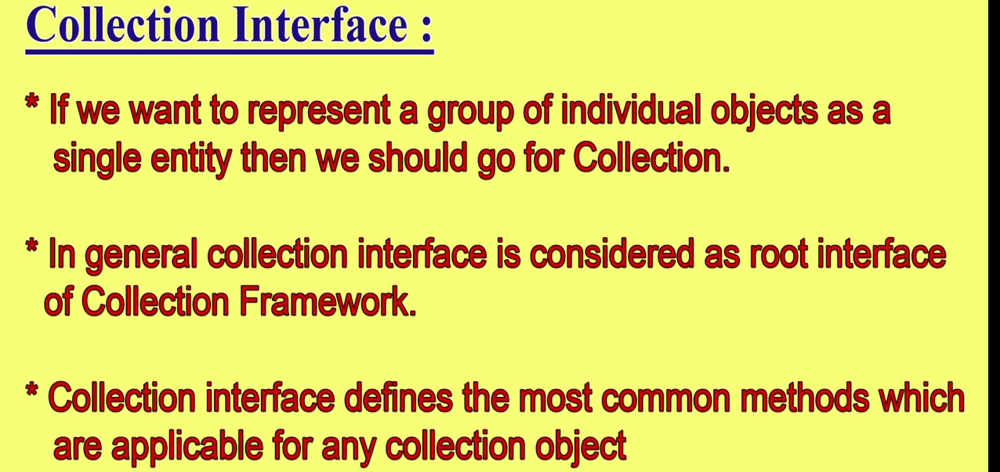 Collection Interface :
* If we want to represent a group of individual objects as a
single entity then we should go for Collection.
* In general collection interface is considered as root interface
of Collection Framework.
* Collection interface defines the most common methods which
are applicable for any collection object